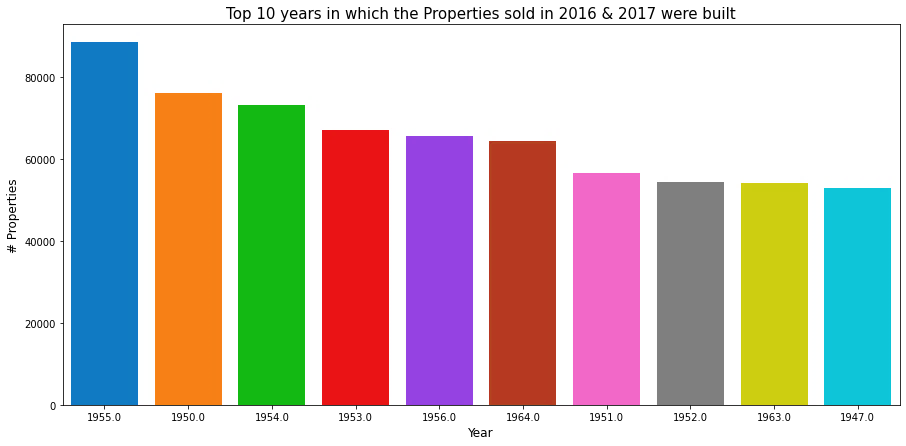 Top 10 years in which the Properties sold in 2016 & 2017 were built
# Properties
80000
60000
40000
20000
0
1955.0 1950.0 1954.0 1953.0 1956.0 1964.0 1951.0 1952.0 1963.0 1947.0
Year